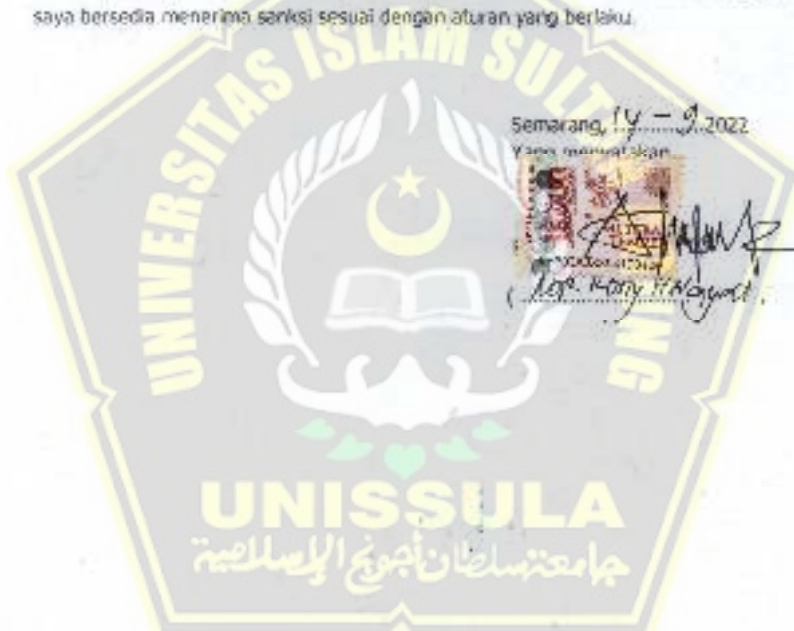 saya bersedia menerima sanksi sesuai dengan aturan yang berlaku.
UNIVERSITAS ISLAM SULTAN AGUNG
Semarang, 14 - 9 - 2022
Yang menyatakan
UNISSULA
جامعة سلطان أجونج الإسلامية